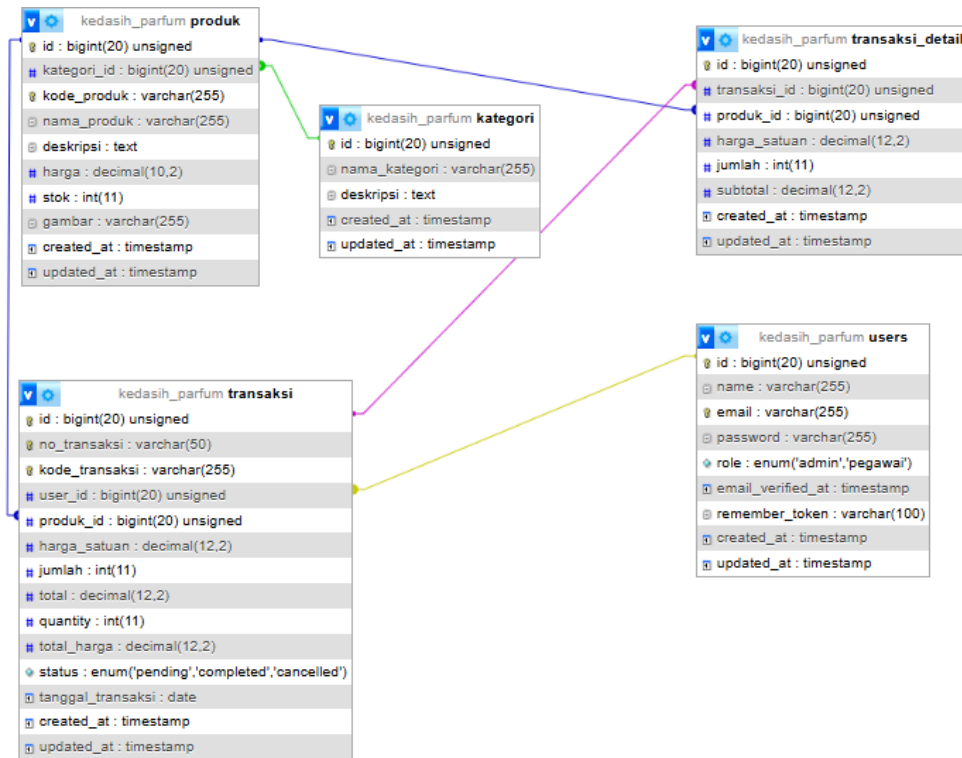 kedasih_parfum produk
id : bigint(20) unsigned
kategori_id : bigint(20) unsigned
kode_produk : varchar(255)
nama_produk : varchar(255)
deskripsi : text
harga : decimal(10,2)
stok : int(11)
gambar : varchar(255)
created_at : timestamp
updated_at : timestamp
kedasih_parfum kategori
id : bigint(20) unsigned
nama_kategori : varchar(255)
deskripsi : text
created_at : timestamp
updated_at : timestamp
kedasih_parfum transaksi_detail
id : bigint(20) unsigned
transaksi_id : bigint(20) unsigned
produk_id : bigint(20) unsigned
harga_satuan : decimal(12,2)
jumlah : int(11)
subtotal : decimal(12,2)
created_at : timestamp
updated_at : timestamp
kedasih_parfum transaksi
id : bigint(20) unsigned
no_transaksi : varchar(50)
kode_transaksi : varchar(255)
user_id : bigint(20) unsigned
produk_id : bigint(20) unsigned
harga_satuan : decimal(12,2)
jumlah : int(11)
total : decimal(12,2)
quantity : int(11)
total_harga : decimal(12,2)
status : enum('pending','completed','cancelled')
tanggal_transaksi : date
created_at : timestamp
updated_at : timestamp
kedasih_parfum users
id : bigint(20) unsigned
name : varchar(255)
email : varchar(255)
password : varchar(255)
role : enum('admin','pegawai')
email_verified_at : timestamp
remember_token : varchar(100)
created_at : timestamp
updated_at : timestamp